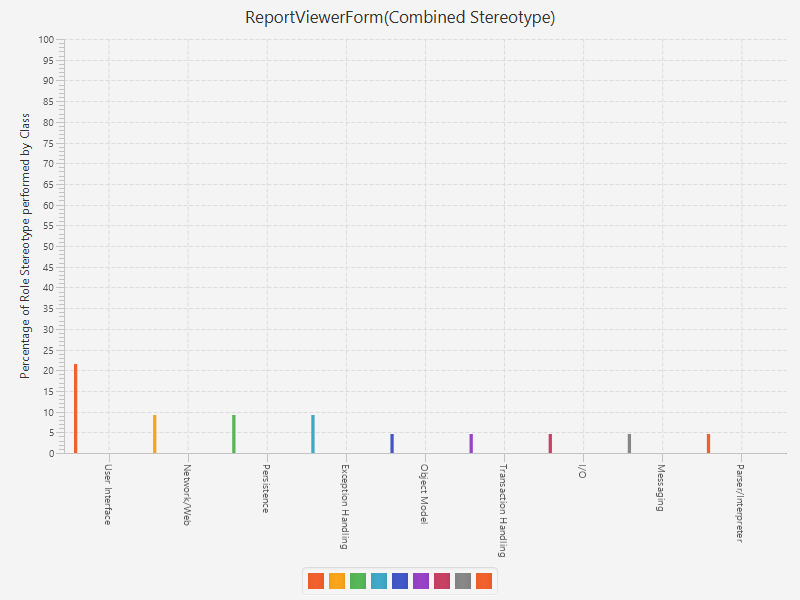 ReportViewerForm(Combined Stereotype)
Percentage of Role Stereotype performed by Class
100
95
90
85
80
75
70
65
60
55
50
45
40
35
30
25
20
15
10
5
0
User Interface
Network/Web
Persistence
Exception Handling
Object Model
Transaction Handling
I/O
Messaging
Parser/Interpreter